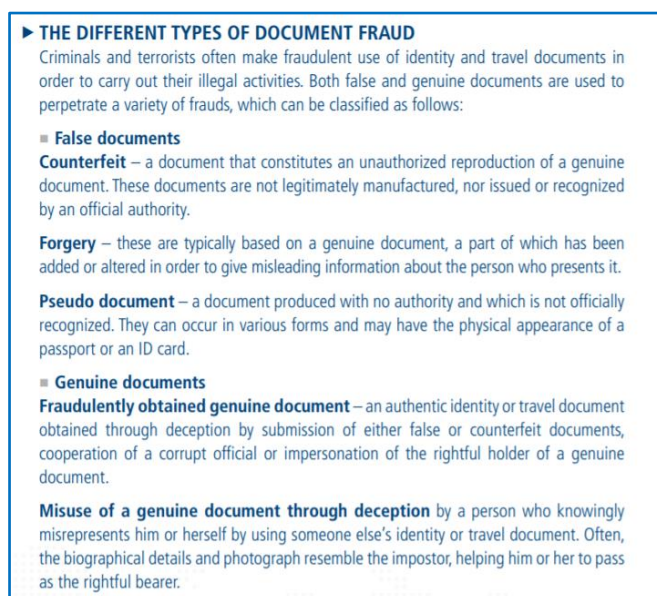 THE DIFFERENT TYPES OF DOCUMENT FRAUD
Criminals and terrorists often make fraudulent use of identity and travel documents in
order to carry out their illegal activities. Both false and genuine documents are used to
perpetrate a variety of frauds, which can be classified as follows:
False documents
Counterfeit – a document that constitutes an unauthorized reproduction of a genuine
document. These documents are not legitimately manufactured, nor issued or recognized
by an official authority.
Forgery – these are typically based on a genuine document, a part of which has been
added or altered in order to give misleading information about the person who presents it.
Pseudo document – a document produced with no authority and which is not officially
recognized. They can occur in various forms and may have the physical appearance of a
passport or an ID card.
Genuine documents
Fraudulently obtained genuine document – an authentic identity or travel document
obtained through deception by submission of either false or counterfeit documents,
cooperation of a corrupt official or impersonation of the rightful holder of a genuine
document.
Misuse of a genuine document through deception by a person who knowingly
misrepresents him or herself by using someone else's identity or travel document. Often,
the biographical details and photograph resemble the impostor, helping him or her to pass
as the rightful bearer.